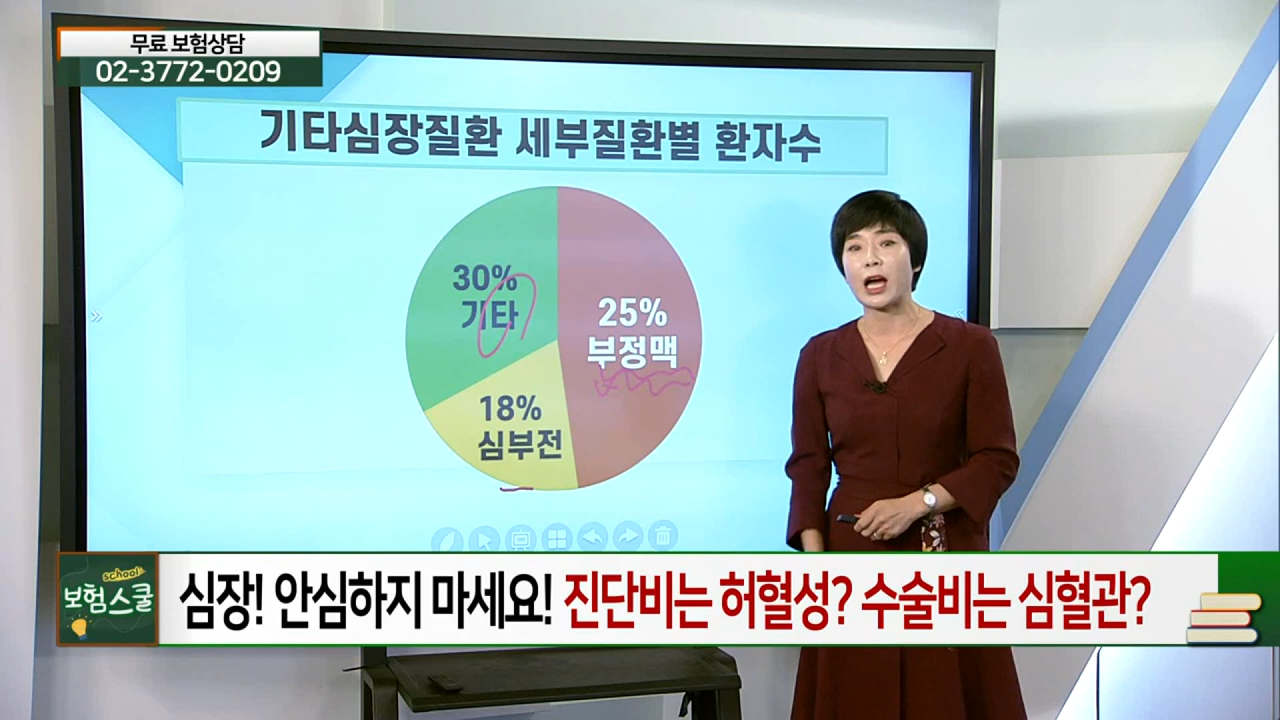 무료 보험상담
02-3772-0209
기타심장질환 세부질환별 환자수
30%
기타
25%
부정맥
18%
심부전
school
보험스쿨
심장! 안심하지 마세요! 진단비는 허혈성? 수술비는 심혈관?